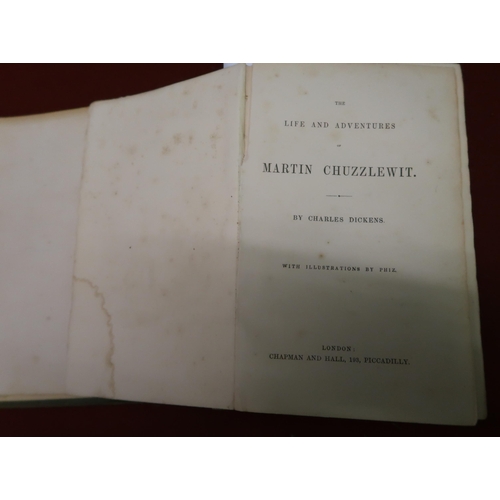 THE
LIFE AND ADVENTURES
OF
MARTIN CHUZZLEWIT.
BY CHARLES DICKENS.
WITH ILLUSTRATIONS BY PHIZ.
LONDON:
CHAPMAN AND HALL, 193, PICCADILLY.